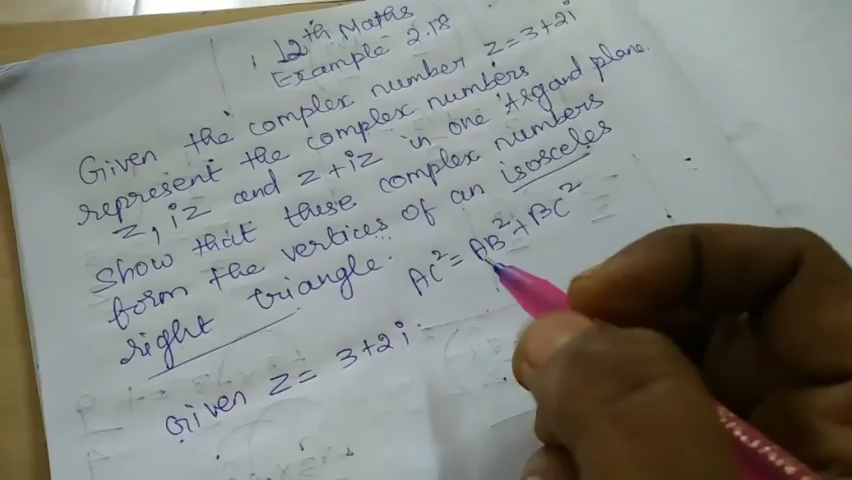 12th Maths
Example 2.18
Given the complex number z=3+2i
represent the complex numbers
z, iz and z+iz in one Argand plane.
Show that these complex numbers
form the vertices of an isosceles
right triangle.
AC²=AB²+BC²
Given z= 3+2i